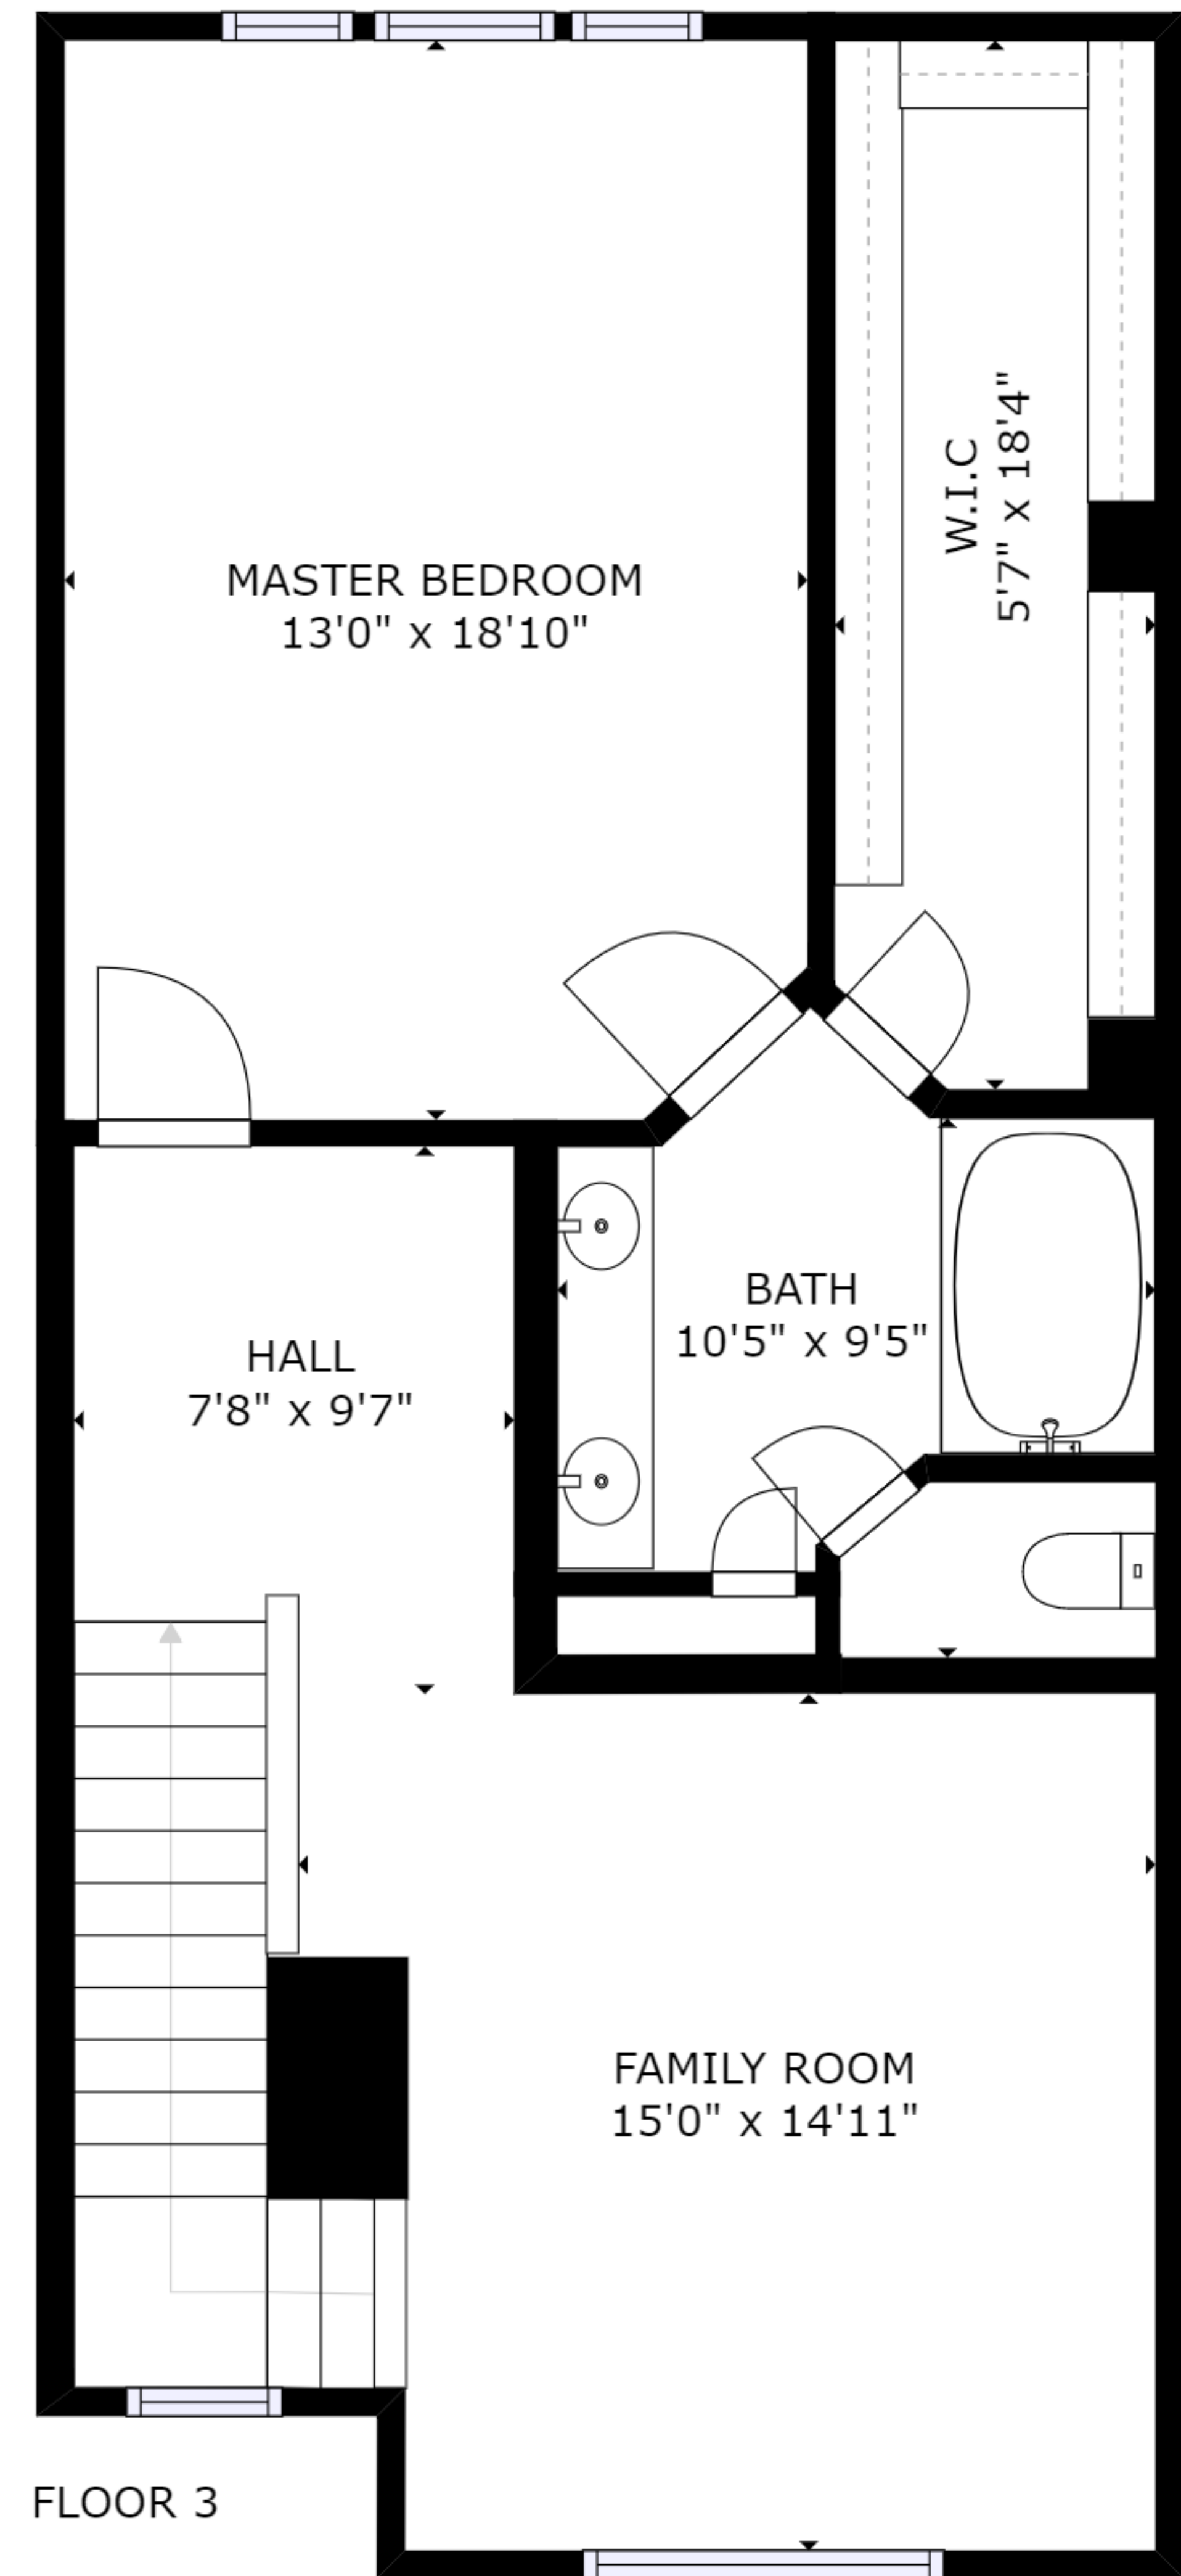 W.I.C
5'7" x 18'4"
MASTER BEDROOM
13'0" x 18'10"
BATH
10'5" x 9'5"
HALL
7'8" x 9'7"
FAMILY ROOM
15'0" x 14'11"
FLOOR 3